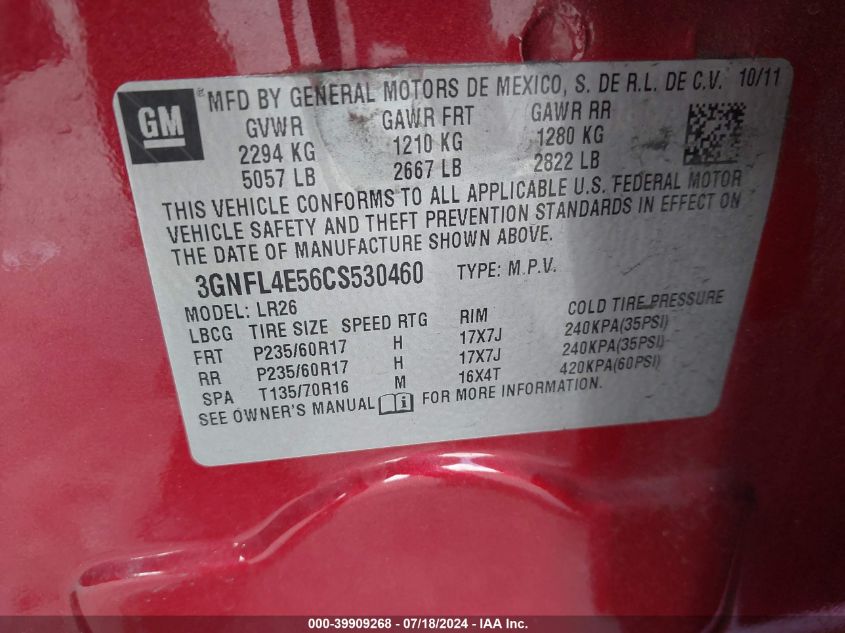 GM ® MFD BY GENERAL MOTORS DE MEXICO, S. DE R.L. DE C.V. 10/11
GVWR GAWR FRT GAWR RR
2294 KG 1210 KG 1280 KG
5057 LB 2667 LB 2822 LB
THIS VEHICLE CONFORMS TO ALL APPLICABLE U.S. FEDERAL MOTOR
VEHICLE SAFETY AND THEFT PREVENTION STANDARDS IN EFFECT ON
THE DATE OF MANUFACTURE SHOWN ABOVE.
3GNFL4E56CS530460 TYPE: M.P.V.
MODEL: LR26
LBCG TIRE SIZE SPEED RTG RIM COLD TIRE PRESSURE
FRT P235/60R17 H 17X7J 240KPA(35PSI)
RR P235/60R17 H 17X7J 240KPA(35PSI)
SPA T135/70R16 M 16X4T 420KPA(60PSI)
SEE OWNER'S MANUAL i FOR MORE INFORMATION.
000-39909268 - 07/18/2024 - IAA Inc.